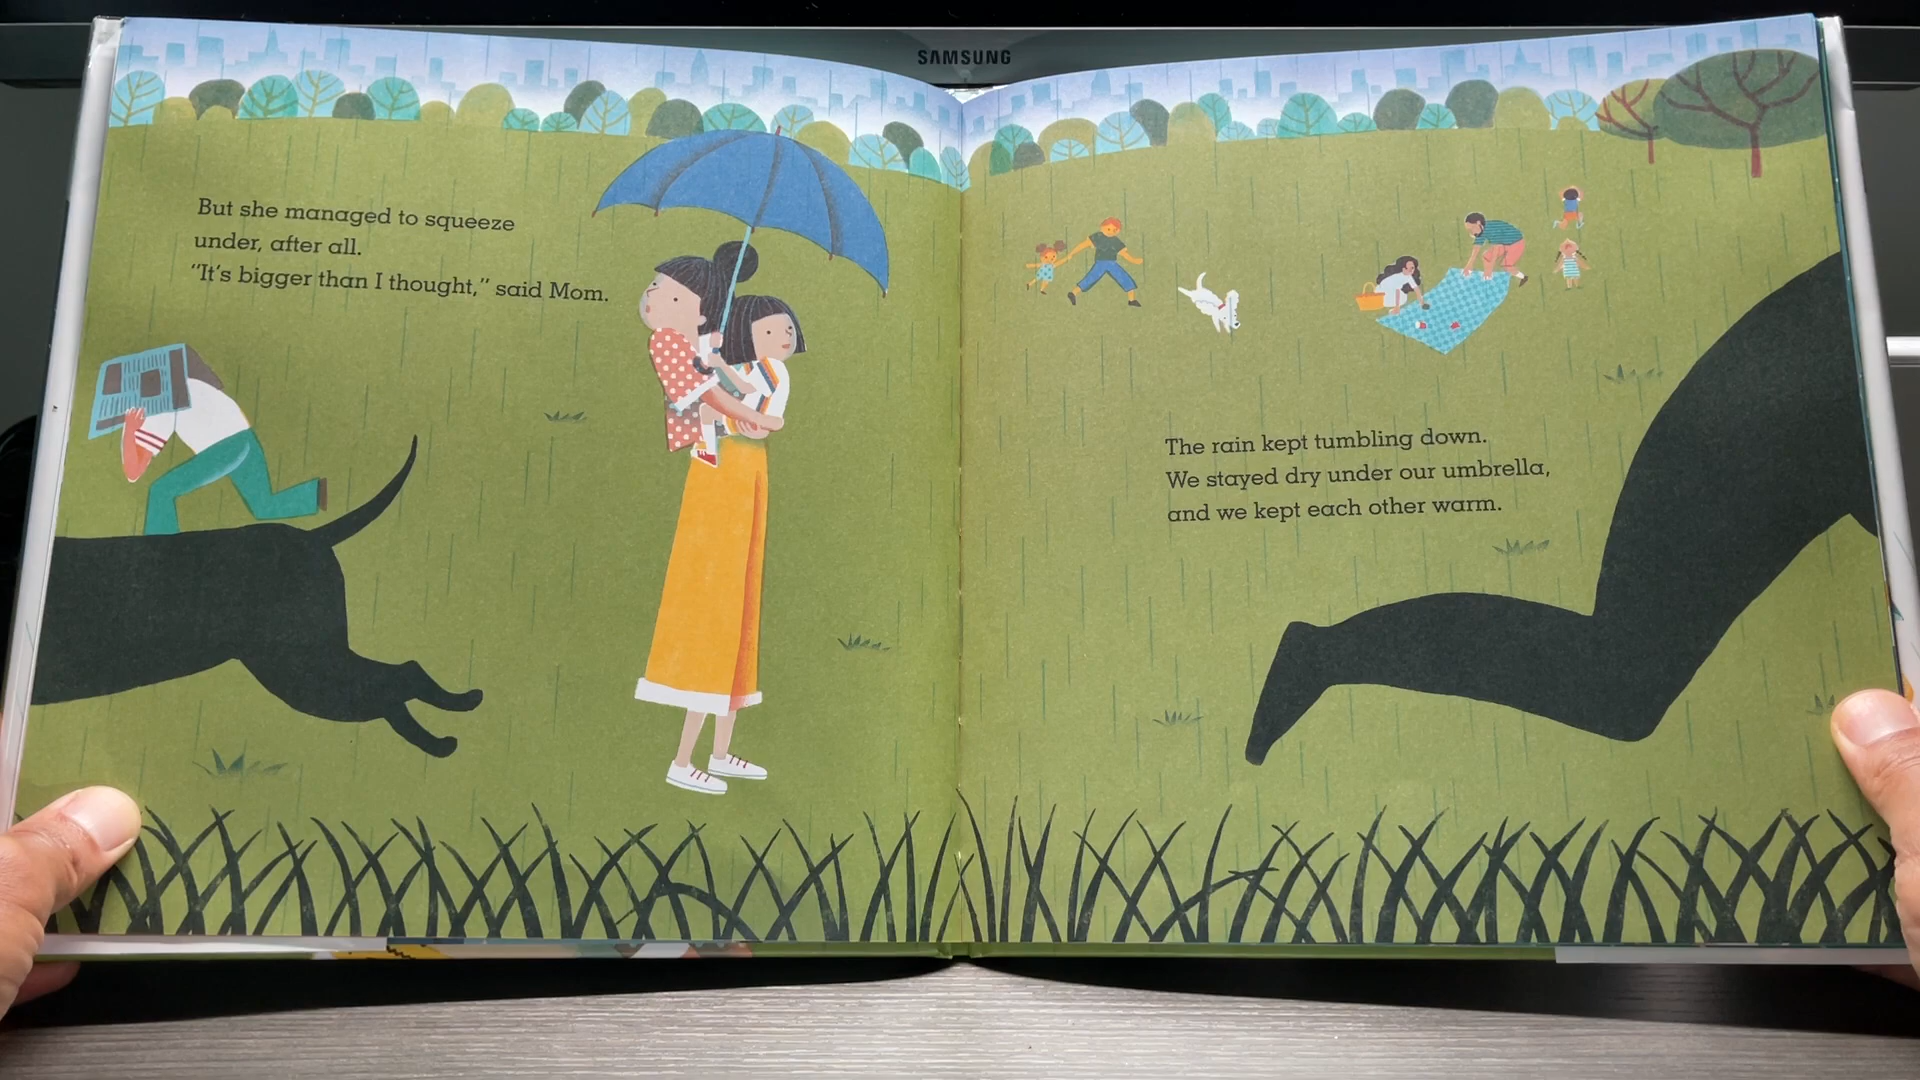 SAMSUNG
But she managed to squeeze
under, after all.
“It’s bigger than I thought,” said Mom.
The rain kept tumbling down.
We stayed dry under our umbrella,
and we kept each other warm.